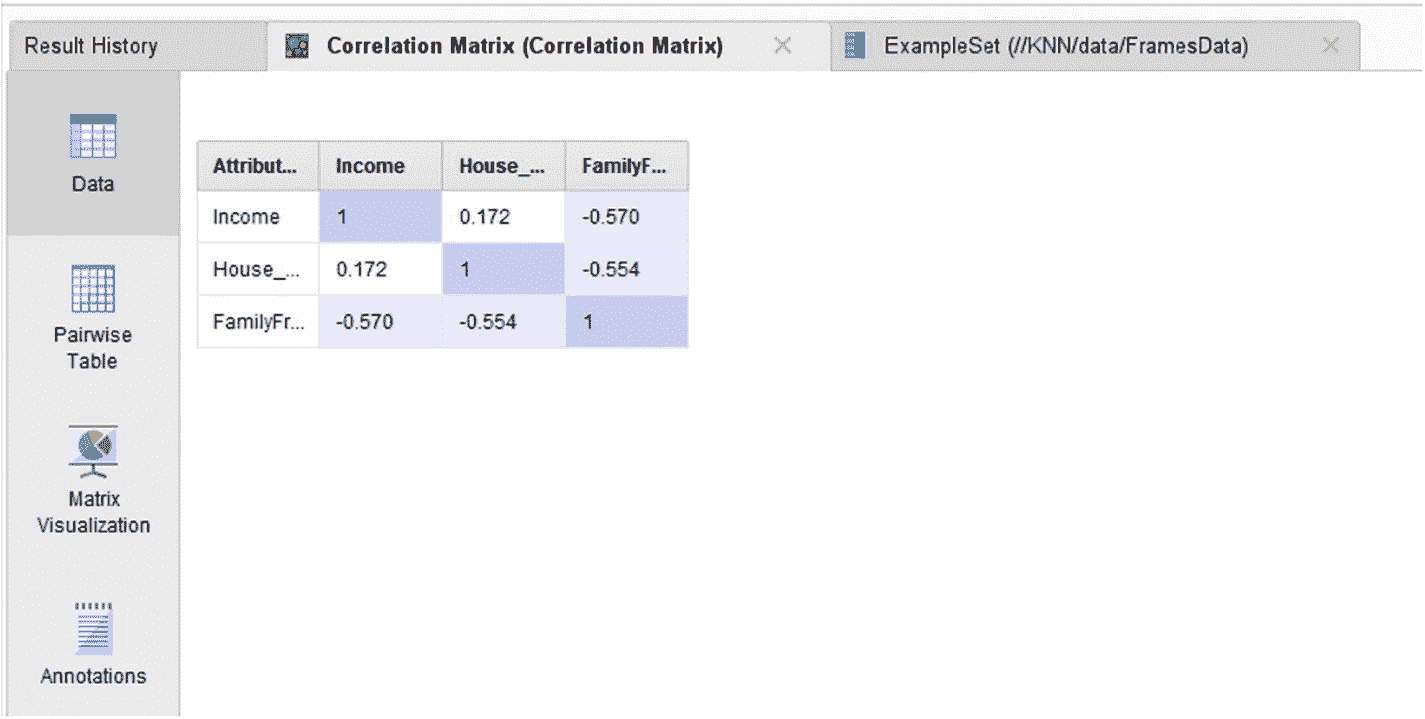 Result History Correlation Matrix (Correlation Matrix) ExampleSet (//KNN/data/FramesData)
Data
Attribut... Income House_... FamilyF...
Income 1 0.172 -0.570
House_... 0.172 1 -0.554
FamilyFr... -0.570 -0.554 1
Pairwise
Table
Matrix
Visualization
Annotations